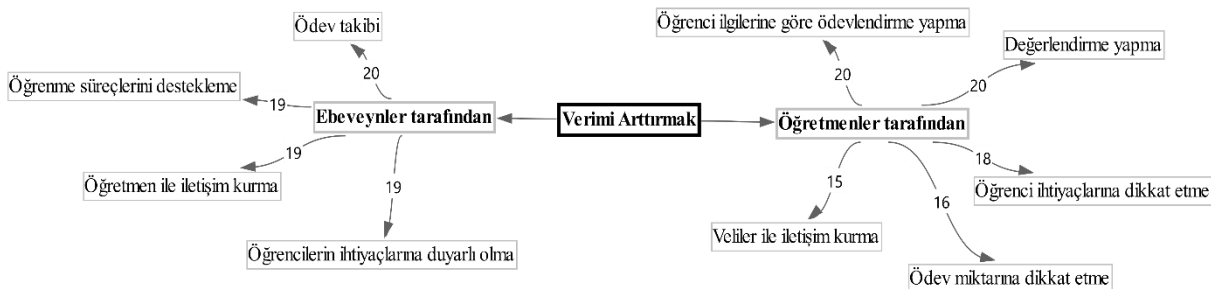 Öğrenci ilgilerine göre ödevlendirme yapma
Ödev takibi
Değerlendirme yapma
20
20
20
Öğrenme süreçlerini destekleme
19
Ebeveynler tarafından
Verimi Arttırmak
Öğretmenler tarafından
19
18
Öğretmen ile iletişim kurma
19
15
16
Öğrenci ihtiyaçlarına dikkat etme
Veliler ile iletişim kurma
Öğrencilerin ihtiyaçlarına duyarlı olma
Ödev miktarına dikkat etme